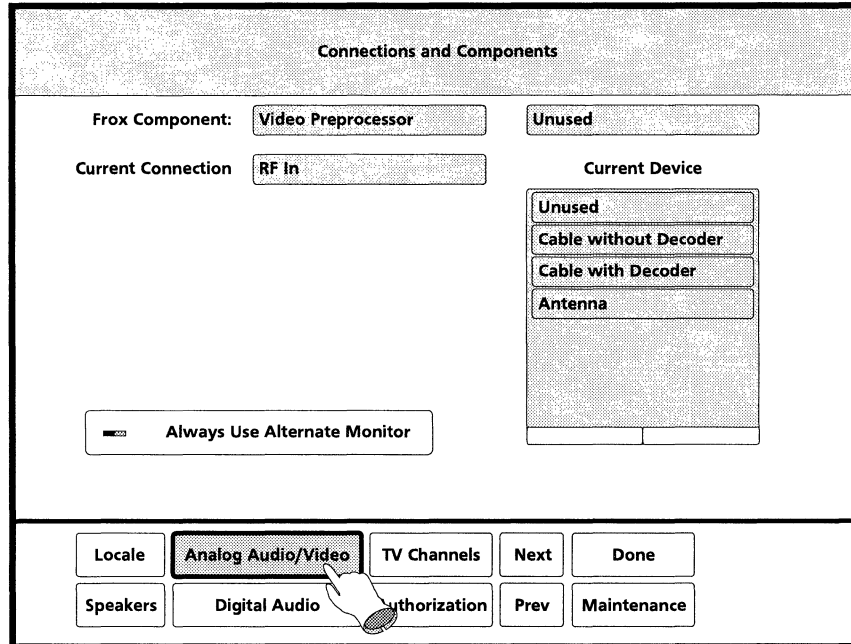 Connections and Components
Frox Component: Video Preprocessor Unused
Current Connection RF In Current Device
Unused
Cable without Decoder
Cable with Decoder
Antenna
Always Use Alternate Monitor
Locale Analog Audio/Video TV Channels Next Done
Speakers Digital Audio uthorization Prev Maintenance